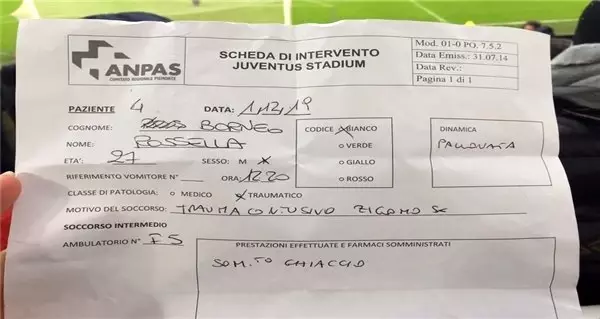 ANPAS
COMITATO REGIONALE PIEMONTE
SCHEDA DI INTERVENTO
JUVENTUS STADIUM
Mod. 01-0 PO. 7.5.2
Data Emiss.: 31.07.14
Data Rev.:
Pagina 1 di 1
PAZIENTE 4 DATA: 1.12.19
COGNOME: BORNEO
NOME: ROSSELLA
ETA': 27 SESSO: M X
RIFERIMENTO VOMITORE N° ORA: 12.20
CODICE X BIANCO
VERDE
GIALLO
ROSSO
DINAMICA
PALLONATA
CLASSE DI PATOLOGIA: MEDICO X TRAUMATICO
MOTIVO DEL SOCCORSO: TRAUMA CONTUSIVO ZIGOMO
SOCCORSO INTERMEDIO
AMBULATORIO N°
PRESTAZIONI EFFETTUATE E FARMACI SOMMINISTRATI
SOM.TO GHIACCIO